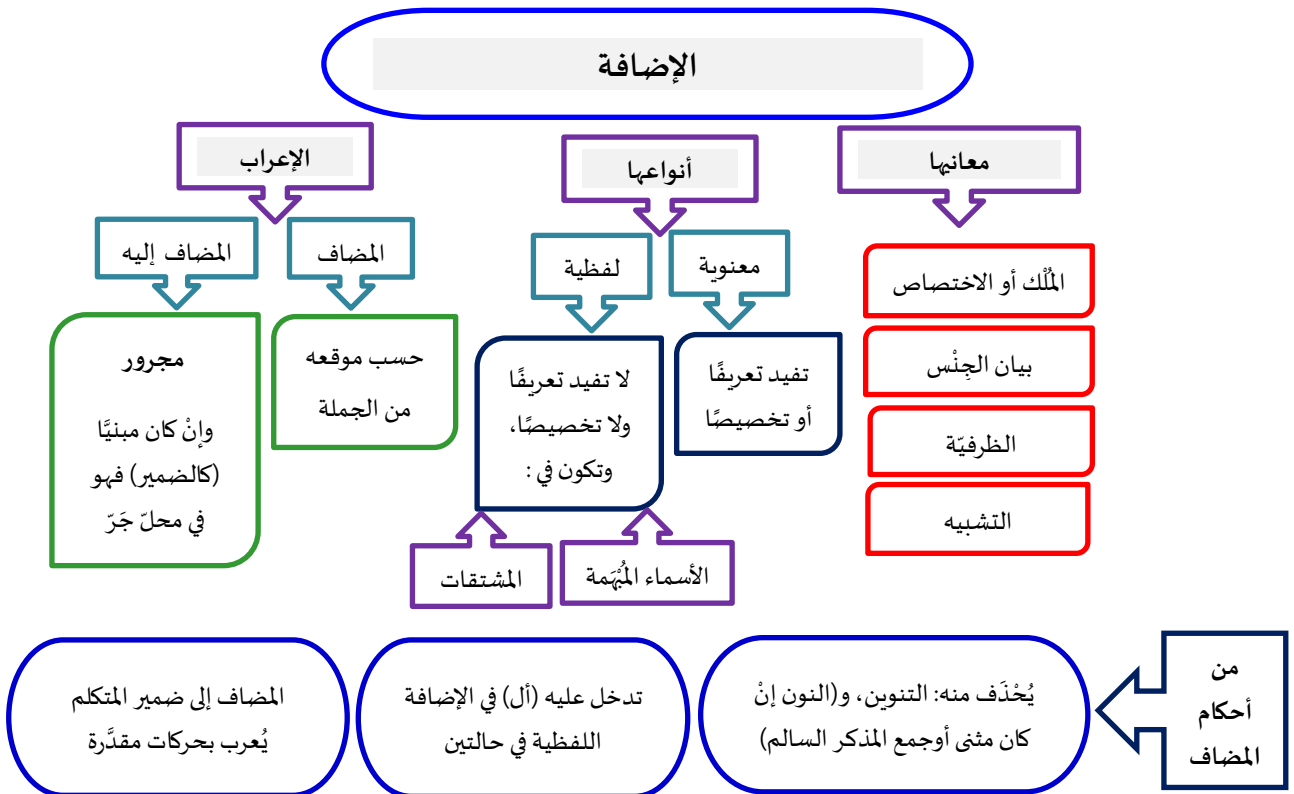 الإضافة
معانيها
المُلْك أو الاختصاص
بيان الجِنْس
الظرفيّة
التشبيه
أنواعها
معنوية
تفيد تعريفًا
أو تخصيصًا
لفظية
لا تفيد تعريفًا
ولا تخصيصًا،
وتكون في :
الأسماء المُبْهَمة
المشتقات
الإعراب
المضاف
حسب موقعه
من الجملة
المضاف إليه
مجرور
وإنْ كان مبنيًّا
(كالضمير) فهو
في محلّ جَرّ
من
أحكام
المضاف
يُحْذَف منه: التنوين، و(النون إنْ
كان مثنى أوجمع المذكر السالم)
تدخل عليه (أل) في الإضافة
اللفظية في حالتين
المضاف إلى ضمير المتكلم
يُعرب بحركات مقدَّرة